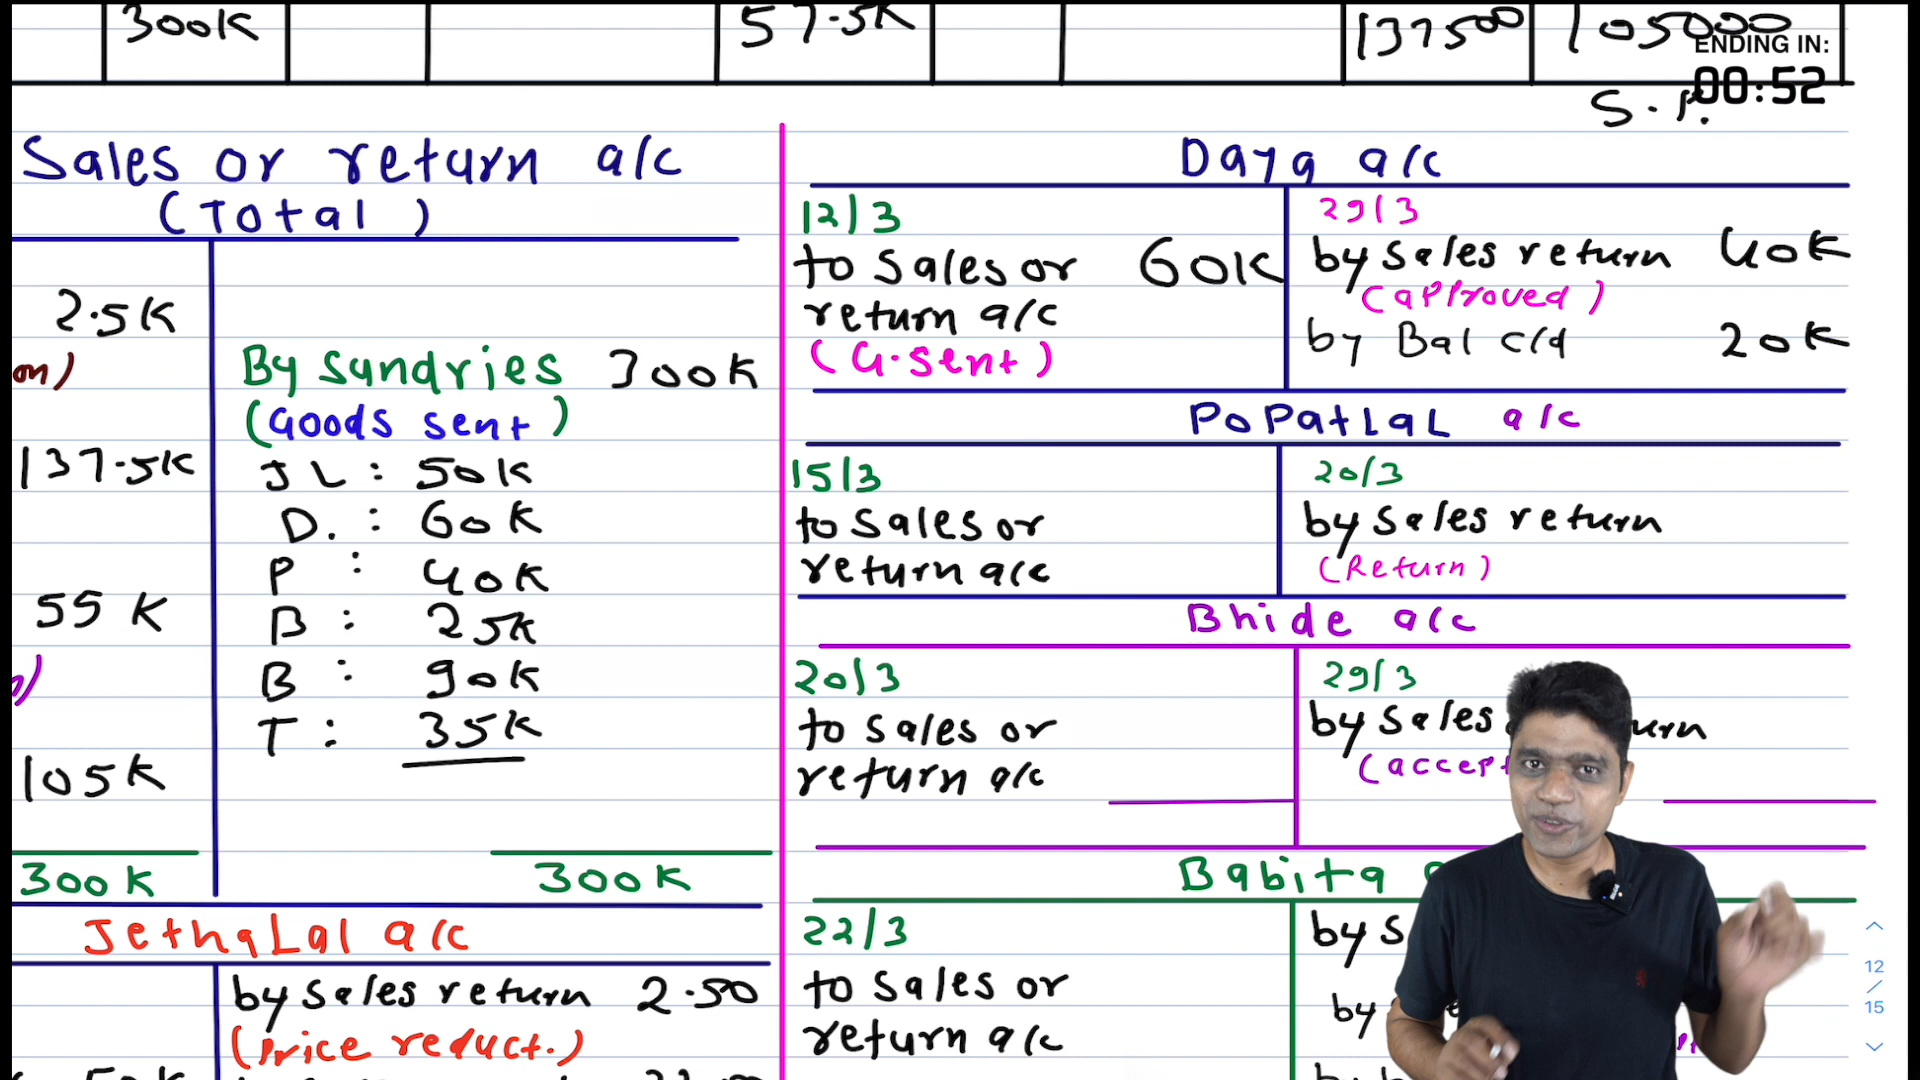 300K 57.5K 137500 105000
ENDING IN:
00:52
S.P.
Sales or return a/c
(Total)
2.5K
on)
By Sundries 300K
(Goods sent)
137.5K
JL : 50K
D. : 60K
P : 40K
55 K
B : 25K
B : 90K
T : 35K
105K
300K 300K
JethaLal a/c
by Sales return 2.50
(Price reduct.)
Daya a/c
12/3
to Sales or 60K
return a/c
(G.sent)
29/3
by Sales return 40K
(approved)
by Bal c/d 20K
PoPatLaL a/c
15/3
to Sales or
return a/c
20/3
by Sales return
(Return)
Bhide a/c
20/3
to Sales or
return a/c
29/3
by Sales
Babita
22/3
to Sales or
return a/c
by S
by
12
/
15